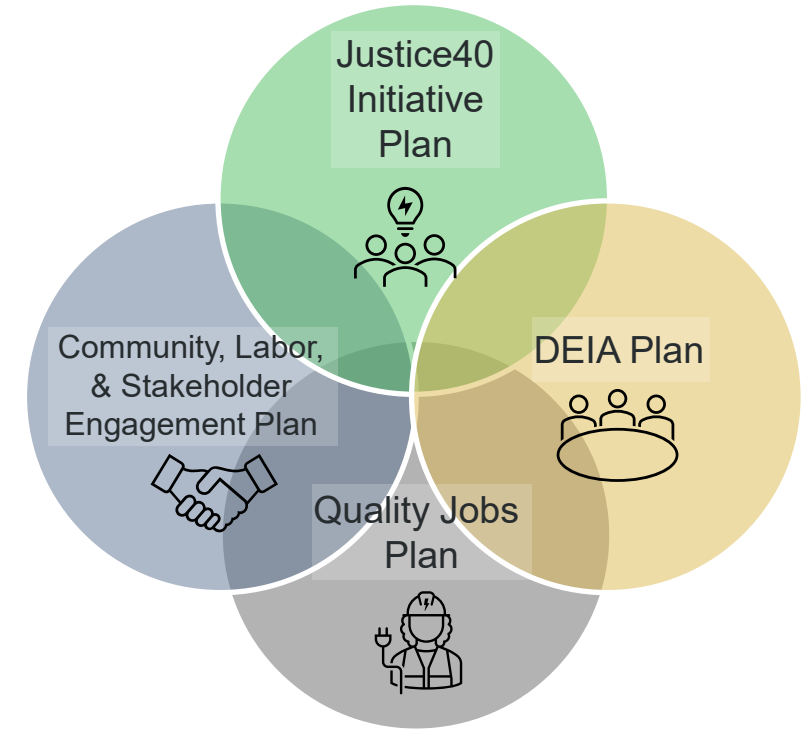 Justice40
Initiative
Plan
Community, Labor,
& Stakeholder
Engagement Plan
DEIA Plan
Quality Jobs
Plan